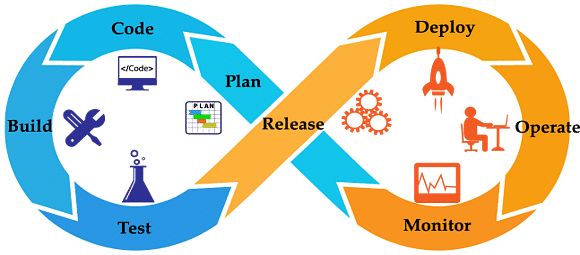 Code
</Code>
Plan
PLAN
Build
Test
Release
Deploy
Operate
Monitor